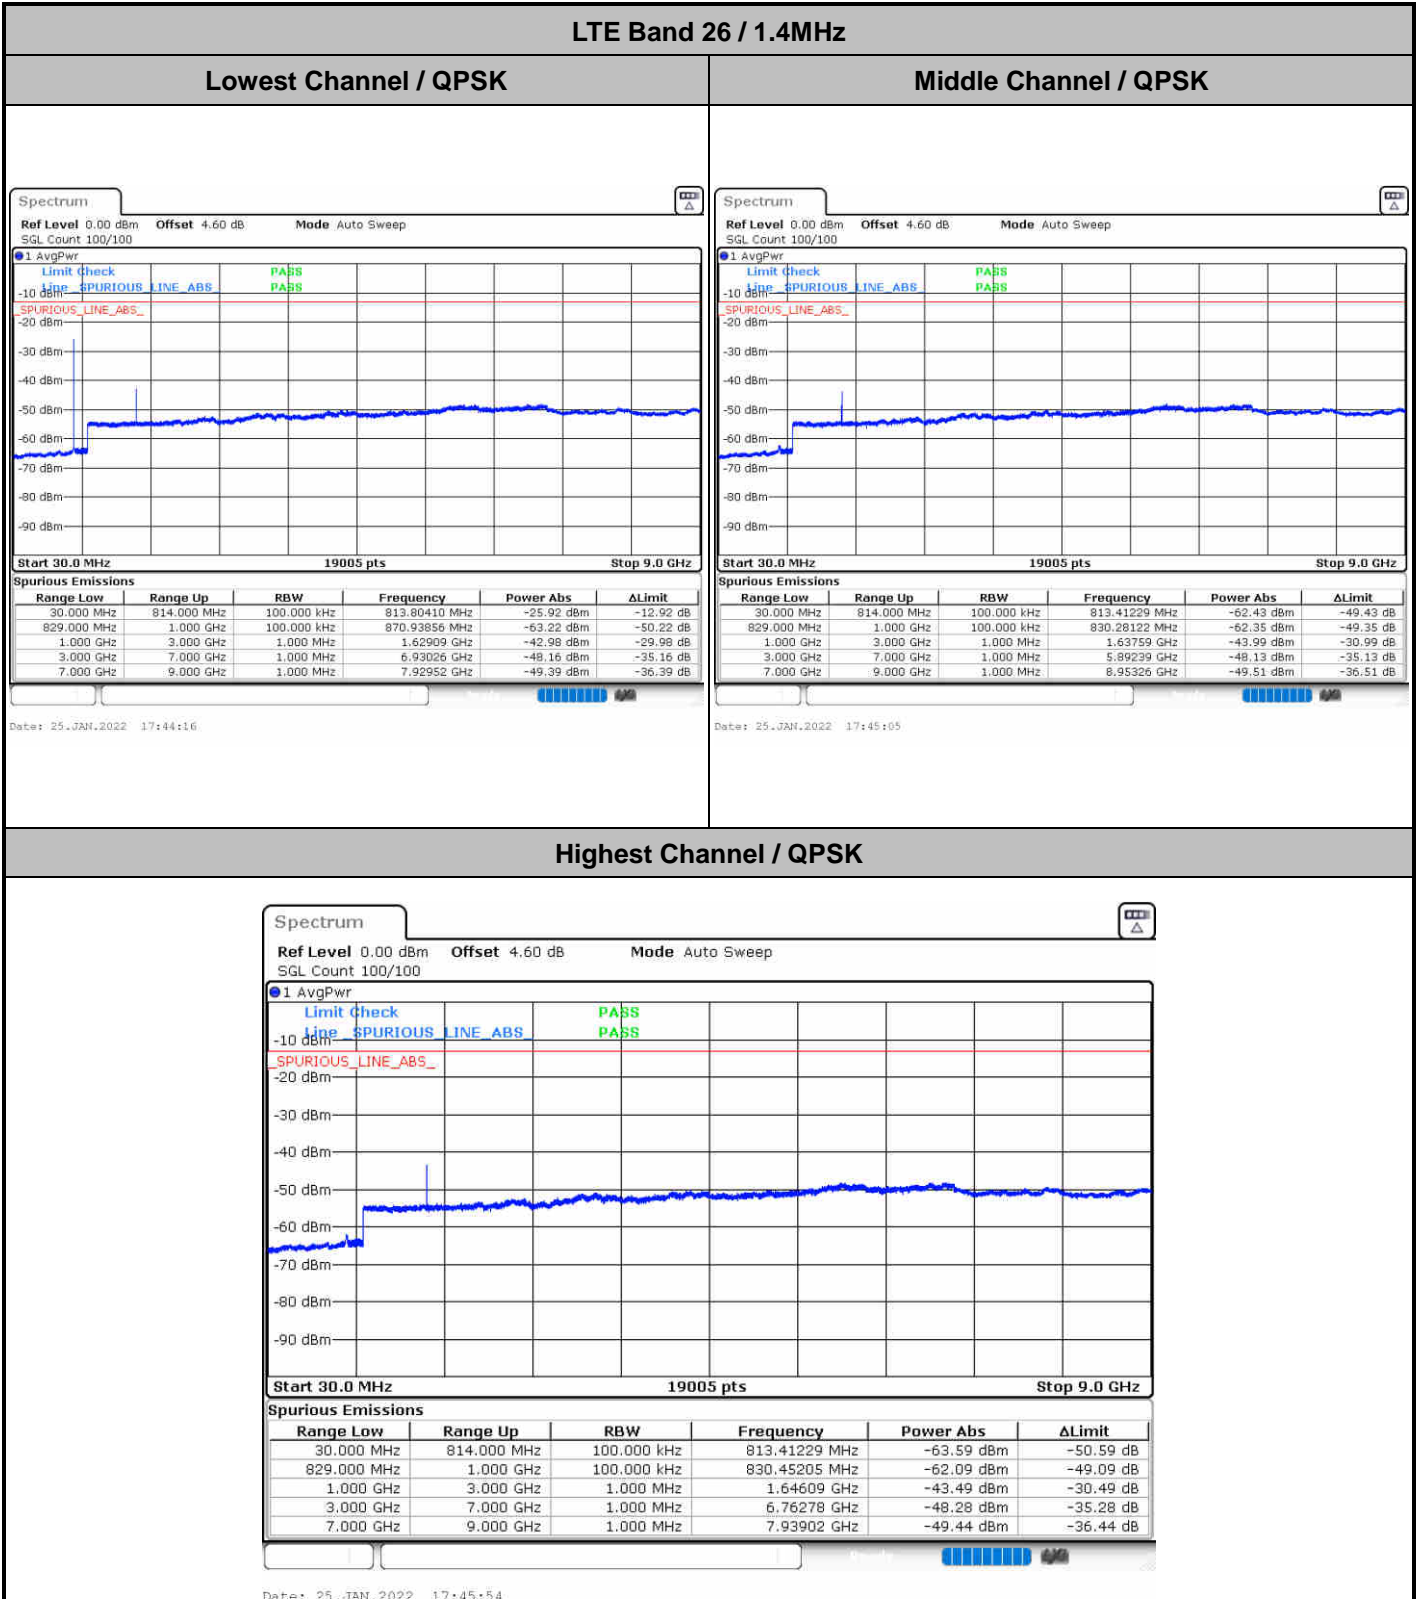 LTE Band 26 / 1.4MHz
Lowest Channel / QPSK
Middle Channel / QPSK
Spectrum
Ref Level 0.00 dBm Offset 4.60 dB Mode Auto Sweep
SGL Count 100/100
1 AvgPwr
Limit Check PASS
Line _SPURIOUS_LINE_ABS_ PASS
-10 dBm
_SPURIOUS_LINE_ABS_
-20 dBm
-30 dBm
-40 dBm
-50 dBm
-60 dBm
-70 dBm
-80 dBm
-90 dBm
Start 30.0 MHz 19005 pts Stop 9.0 GHz
Spurious Emissions
Range Low Range Up RBW Frequency Power Abs ΔLimit
30.000 MHz 814.000 MHz 100.000 kHz 813.80410 MHz -25.92 dBm -12.92 dB
829.000 MHz 1.000 GHz 100.000 kHz 870.93856 MHz -63.22 dBm -50.22 dB
1.000 GHz 3.000 GHz 1.000 MHz 1.62909 GHz -42.98 dBm -29.98 dB
3.000 GHz 7.000 GHz 1.000 MHz 6.93026 GHz -48.16 dBm -35.16 dB
7.000 GHz 9.000 GHz 1.000 MHz 7.92952 GHz -49.39 dBm -36.39 dB
Date: 25.JAN.2022 17:44:16
Spectrum
Ref Level 0.00 dBm Offset 4.60 dB Mode Auto Sweep
SGL Count 100/100
1 AvgPwr
Limit Check PASS
Line _SPURIOUS_LINE_ABS_ PASS
-10 dBm
_SPURIOUS_LINE_ABS_
-20 dBm
-30 dBm
-40 dBm
-50 dBm
-60 dBm
-70 dBm
-80 dBm
-90 dBm
Start 30.0 MHz 19005 pts Stop 9.0 GHz
Spurious Emissions
Range Low Range Up RBW Frequency Power Abs ΔLimit
30.000 MHz 814.000 MHz 100.000 kHz 813.41229 MHz -62.43 dBm -49.43 dB
829.000 MHz 1.000 GHz 100.000 kHz 830.28122 MHz -62.35 dBm -49.35 dB
1.000 GHz 3.000 GHz 1.000 MHz 1.63759 GHz -43.99 dBm -30.99 dB
3.000 GHz 7.000 GHz 1.000 MHz 5.89239 GHz -48.13 dBm -35.13 dB
7.000 GHz 9.000 GHz 1.000 MHz 8.95326 GHz -49.51 dBm -36.51 dB
Date: 25.JAN.2022 17:45:05
Highest Channel / QPSK
Spectrum
Ref Level 0.00 dBm Offset 4.60 dB Mode Auto Sweep
SGL Count 100/100
1 AvgPwr
Limit Check PASS
Line _SPURIOUS_LINE_ABS_ PASS
-10 dBm
_SPURIOUS_LINE_ABS_
-20 dBm
-30 dBm
-40 dBm
-50 dBm
-60 dBm
-70 dBm
-80 dBm
-90 dBm
Start 30.0 MHz 19005 pts Stop 9.0 GHz
Spurious Emissions
Range Low Range Up RBW Frequency Power Abs ΔLimit
30.000 MHz 814.000 MHz 100.000 kHz 813.41229 MHz -63.59 dBm -50.59 dB
829.000 MHz 1.000 GHz 100.000 kHz 830.45205 MHz -62.09 dBm -49.09 dB
1.000 GHz 3.000 GHz 1.000 MHz 1.64609 GHz -43.49 dBm -30.49 dB
3.000 GHz 7.000 GHz 1.000 MHz 6.76278 GHz -48.28 dBm -35.28 dB
7.000 GHz 9.000 GHz 1.000 MHz 7.93902 GHz -49.44 dBm -36.44 dB
Date: 25.JAN.2022 17:45:54